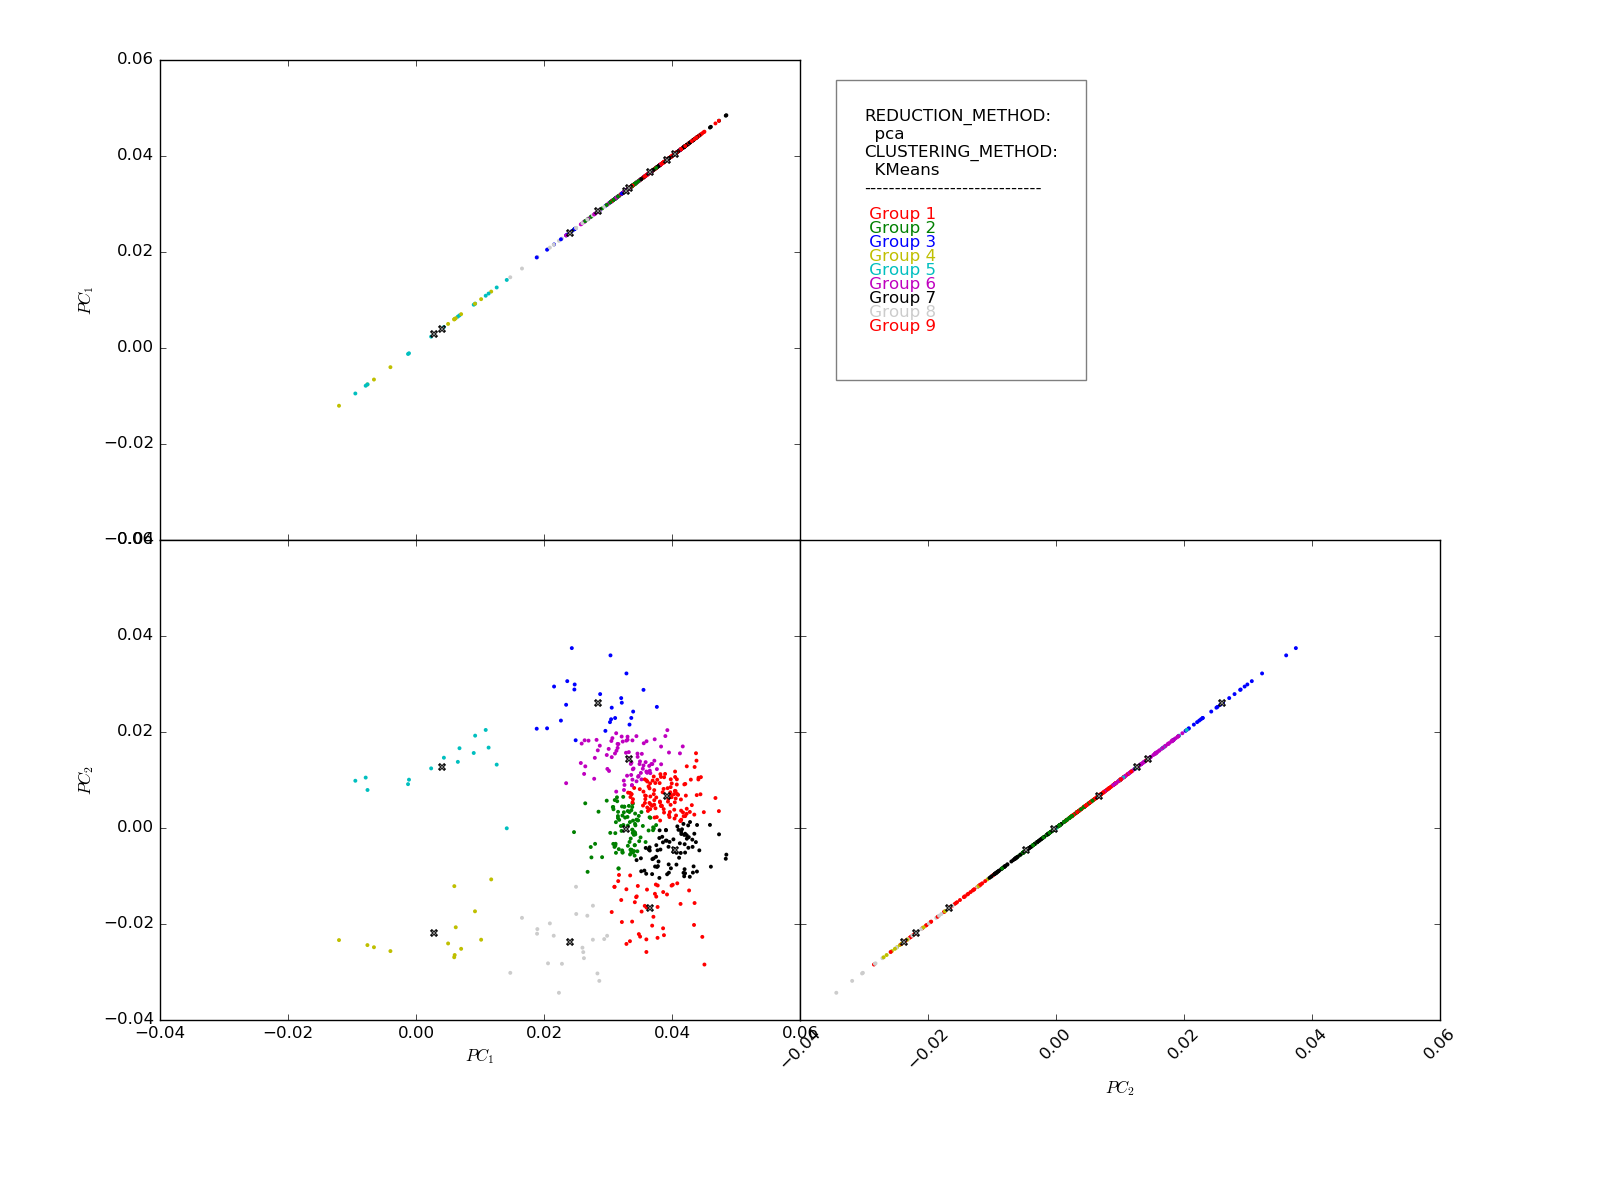 0.06
0.04
0.02
0.00
−0.02
PC1
REDUCTION_METHOD:
pca
CLUSTERING_METHOD:
KMeans
------------------------------
Group 1
Group 2
Group 3
Group 4
Group 5
Group 6
Group 7
Group 8
Group 9
0.04
0.02
0.00
−0.02
−0.04
PC2
−0.04 −0.02 0.00 0.02 0.04 0.06
PC1
−0.04 −0.02 0.00 0.02 0.04 0.06
PC2